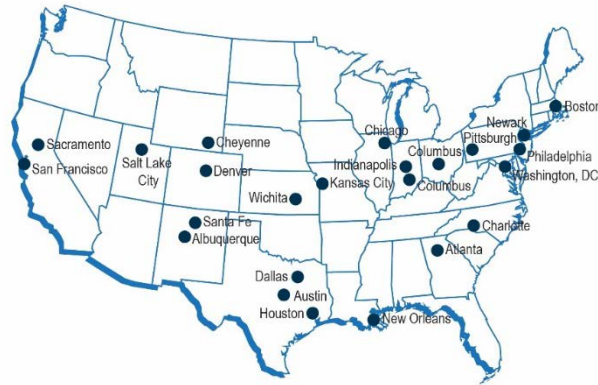 Boston
Newark
Chicago
Pittsburgh
Sacramento
Cheyenne
Columbus
Philadelphia
San Francisco
Salt Lake
City
Denver
Indianapolis
Washington, DC
Kansas City
Columbus
Wichita
Santa Fe
Charlotte
Albuquerque
Atlanta
Dallas
Austin
Houston
New Orleans